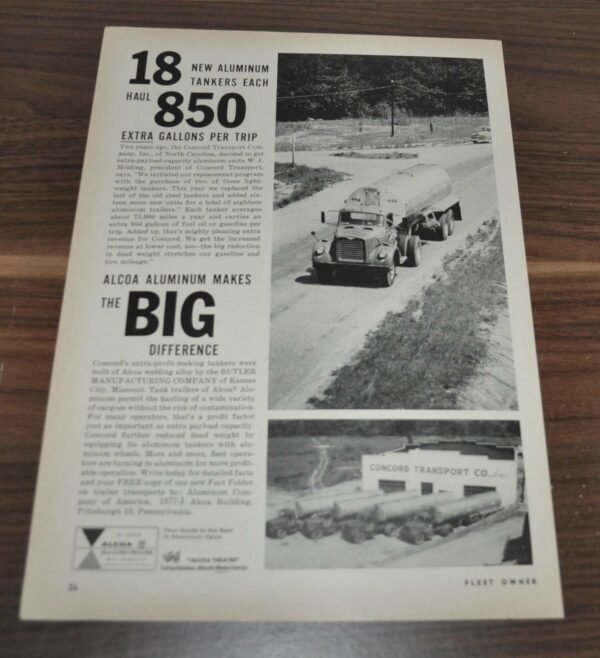 18 NEW ALUMINUM
TANKERS EACH
HAUL 850
EXTRA GALLONS PER TRIP
Two years ago, the Concord Transport Com-
pany, Inc., of North Carolina, decided to get
extra-payload-capacity aluminum units. W. J.
Holding, president of Concord Transport,
says, "We initiated our replacement program
with the purchase of two of these light-
weight tankers. This year we replaced the
last of the old steel tankers and added six-
teen more new units for a total of eighteen
aluminum trailers." Each tanker averages
about 75,000 miles a year and carries an
extra 850 gallons of fuel oil or gasoline per
trip. Added up, that's mighty pleasing extra
revenue for Concord. We get the increased
revenue at lower cost, too—the big reduction
in dead weight stretches our gasoline and
tire mileage."
ALCOA ALUMINUM MAKES
THE BIG
DIFFERENCE
Concord's extra-profit-making tankers were
built of Alcoa welding alloy by the BUTLER
MANUFACTURING COMPANY of Kansas
City, Missouri. Tank trailers of Alcoa® Alu-
minum permit the hauling of a wide variety
of cargoes without the risk of contamination.
For many operators, that's a profit factor
just as important as extra payload capacity.
Concord further reduced dead weight by
equipping its aluminum tankers with alu-
minum wheels. More and more, fleet opera-
tors are turning to aluminum for more profit-
able operation. Write today for detailed facts
and your FREE copy of our new Fact Folder
on trailer transports to: Aluminum Com-
pany of America, 1877-J Alcoa Building,
Pittsburgh 19, Pennsylvania.
ALCOA
ALUMINUM
Your Guide to the Best
in Aluminum Value
"ALCOA THEATRE"
CONCORD TRANSPORT CO., Inc.
26
FLEET OWNER